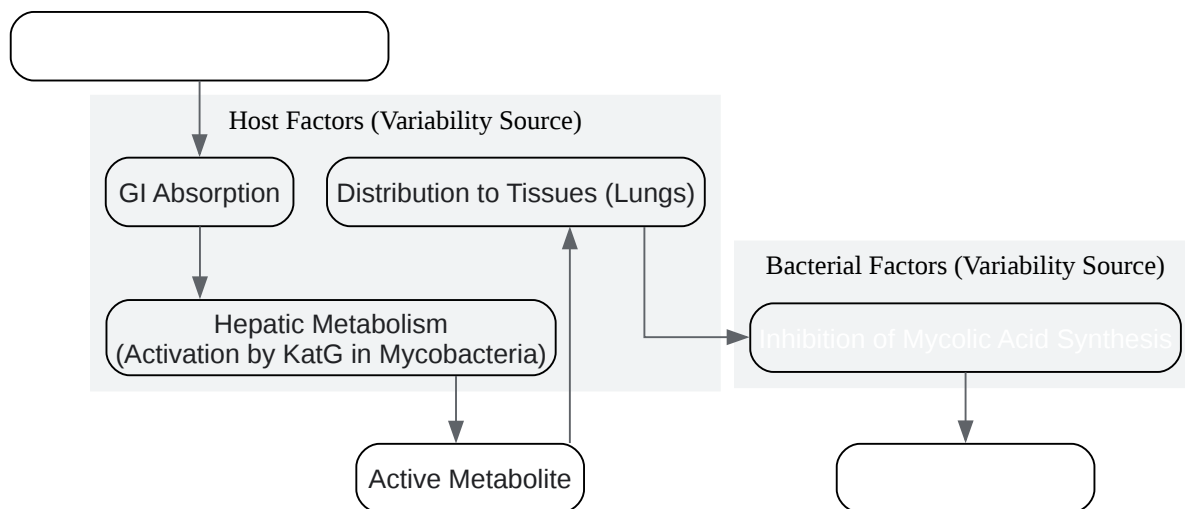 Host Factors (Variability Source)
GI Absorption
Distribution to Tissues (Lungs)
Bacterial Factors (Variability Source)
Hepatic Metabolism
(Activation by KatG in Mycobacteria)
Inhibition of Mycolic Acid Synthesis
Active Metabolite